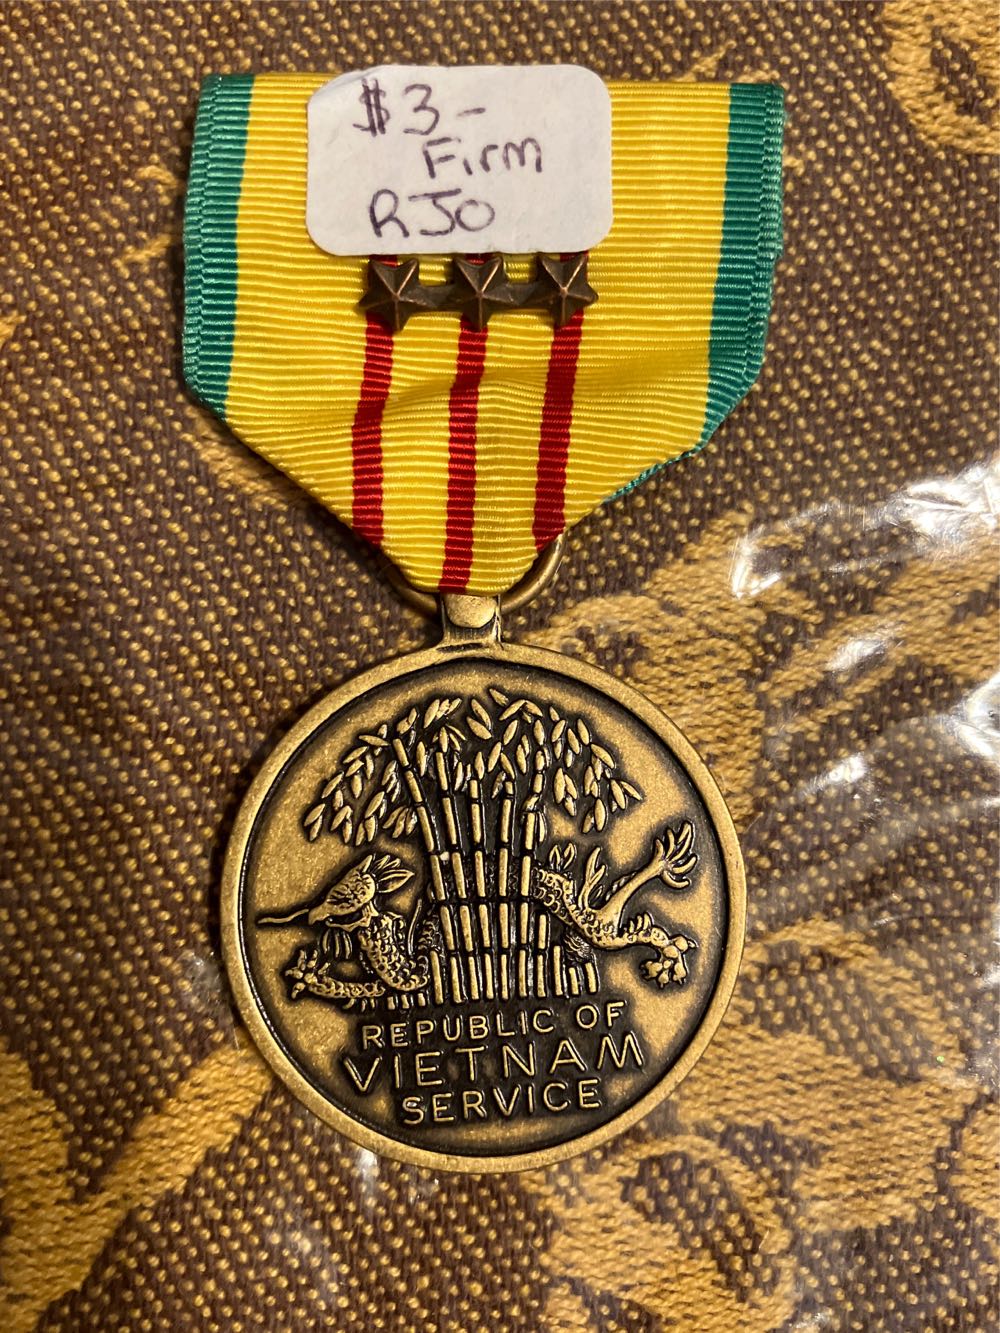 $3-
Firm
RJO
REPUBLIC OF
VIETNAM
SERVICE